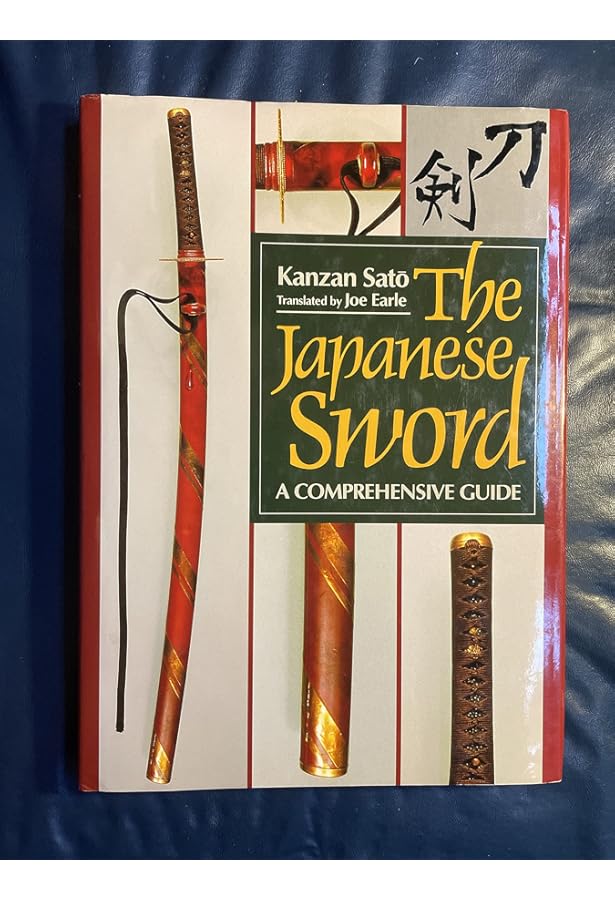 刀
剣
Kanzan Satō
Translated by Joe Earle
The
Japanese
Sword
A COMPREHENSIVE GUIDE